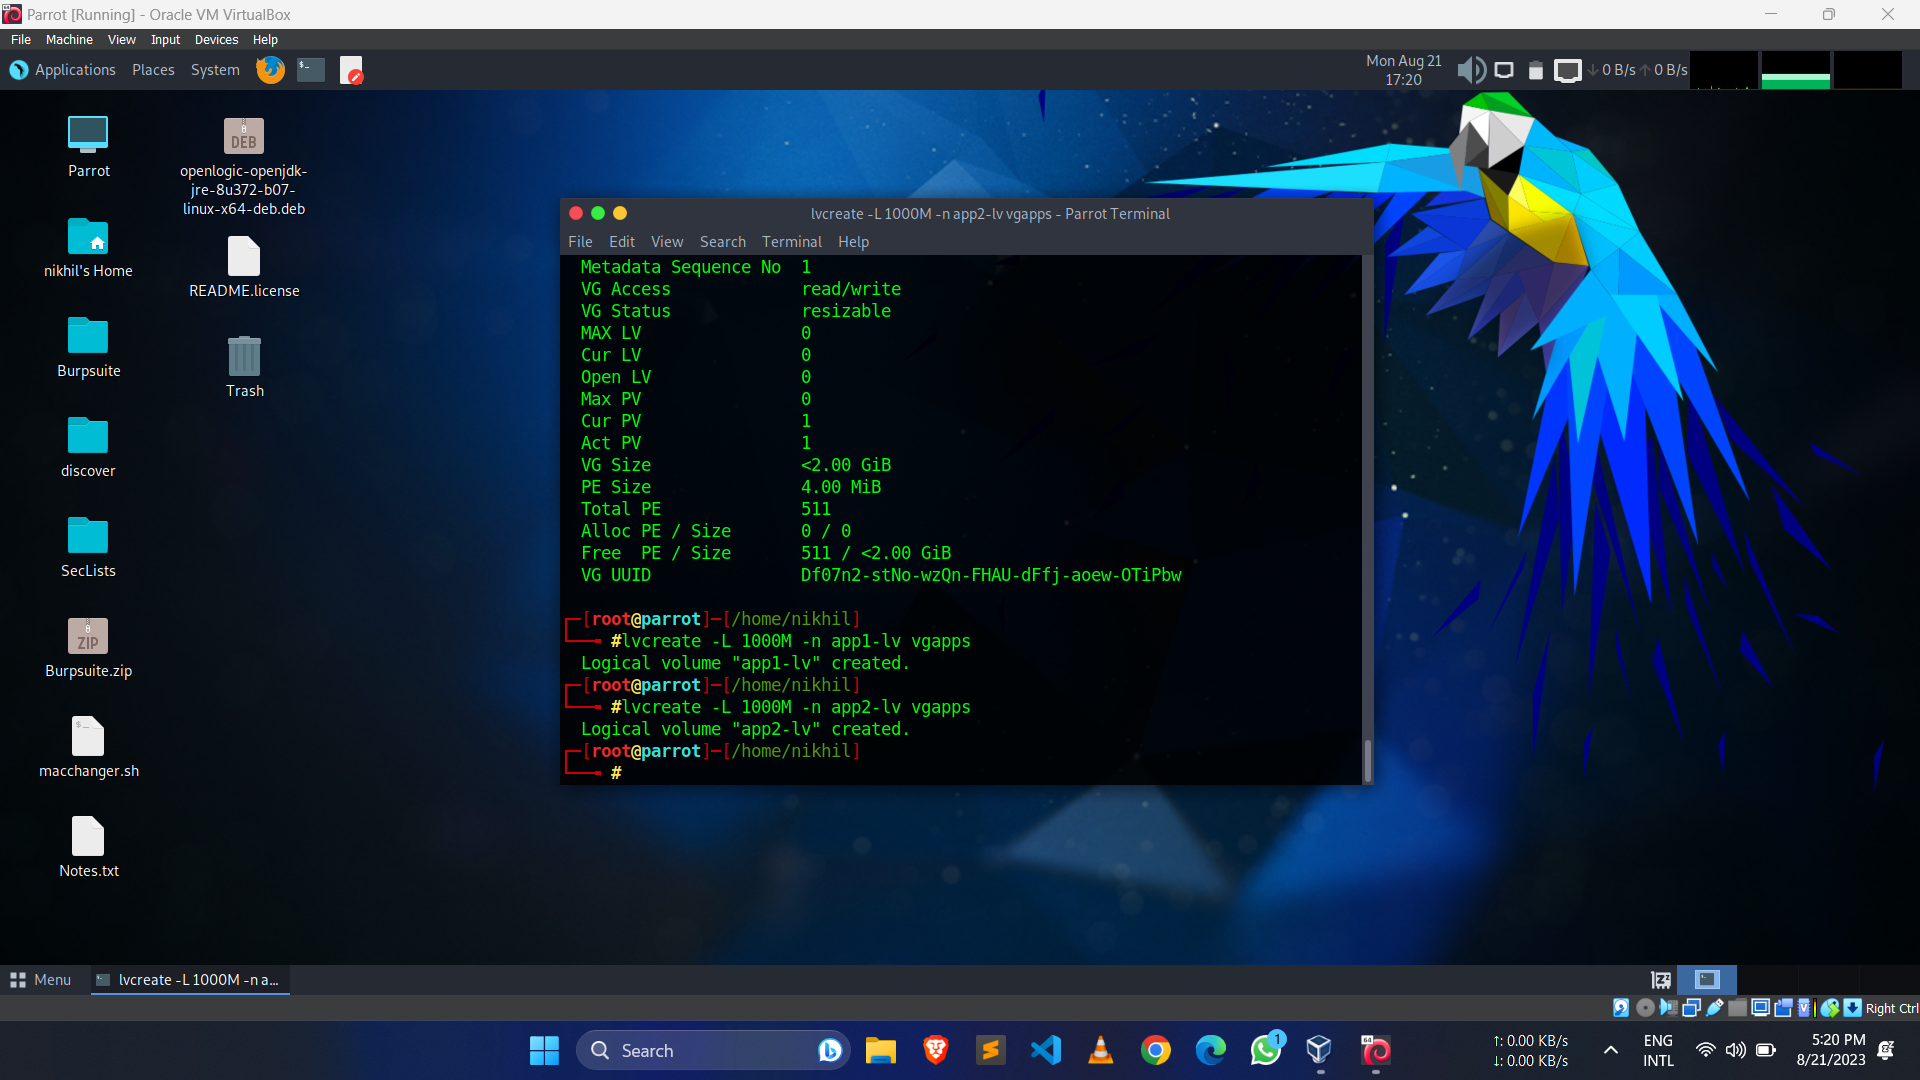 Parrot [Running] - Oracle VM VirtualBox
File Machine View Input Devices Help
Applications Places System
Mon Aug 21
17:20
0 B/s 0 B/s
Parrot
nikhil's Home
Burpsuite
discover
SecLists
ZIP
Burpsuite.zip
macchanger.sh
Notes.txt
DEB
openlogic-openjdk-
jre-8u372-b07-
linux-x64-deb.deb
README.license
Trash
lvcreate -L 1000M -n app2-lv vgapps - Parrot Terminal
File Edit View Search Terminal Help
Metadata Sequence No 1
VG Access read/write
VG Status resizable
MAX LV 0
Cur LV 0
Open LV 0
Max PV 0
Cur PV 1
Act PV 1
VG Size <2.00 GiB
PE Size 4.00 MiB
Total PE 511
Alloc PE / Size 0 / 0
Free PE / Size 511 / <2.00 GiB
VG UUID Df07n2-stNo-wzQn-FHAU-dFfj-aoew-OTiPbw
[root@parrot]─[/home/nikhil]
#lvcreate -L 1000M -n app1-lv vgapps
Logical volume "app1-lv" created.
[root@parrot]─[/home/nikhil]
#lvcreate -L 1000M -n app2-lv vgapps
Logical volume "app2-lv" created.
[root@parrot]─[/home/nikhil]
#
Menu lvcreate -L 1000M -n a...
Right Ctrl
Search
1
64
↑: 0.00 KB/s
↓: 0.00 KB/s
ENG
INTL
5:20 PM
8/21/2023